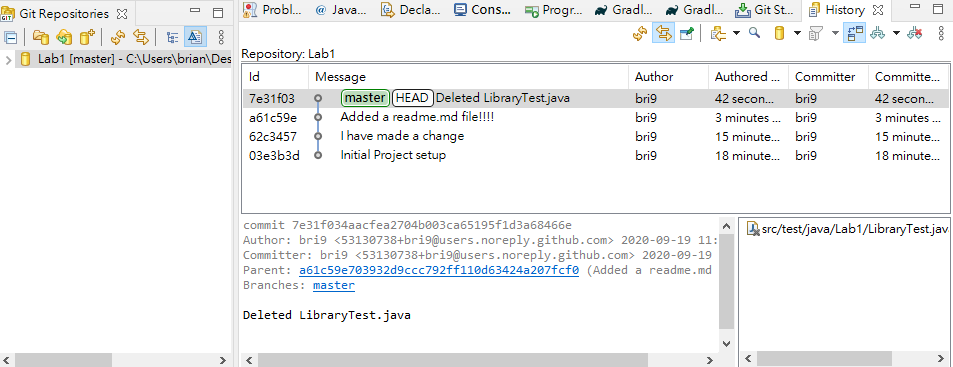 Git Repositories
Lab1 [master] - C:\Users\brian\Des
Probl...
@ Java...
Decla...
Cons...
Progr...
Gradl...
Gradl...
Git St...
History
Repository: Lab1
Id Message Author Authored ... Committer Committe...
7e31f03 master HEAD Deleted LibraryTest.java bri9 42 secon... bri9 42 secon...
a61c59e Added a readme.md file!!!! bri9 3 minutes ... bri9 3 minutes ...
62c3457 I have made a change bri9 15 minute... bri9 15 minute...
03e3b3d Initial Project setup bri9 18 minute... bri9 18 minute...
commit 7e31f034aacfea2704b003ca65195f1d3a68466e
Author: bri9 <53130738+bri9@users.noreply.github.com> 2020-09-19 11:
Committer: bri9 <53130738+bri9@users.noreply.github.com> 2020-09-19
Parent: a61c59e703932d9ccc792ff110d63424a207fcf0 (Added a readme.md
Branches: master
Deleted LibraryTest.java
src/test/java/Lab1/LibraryTest.java